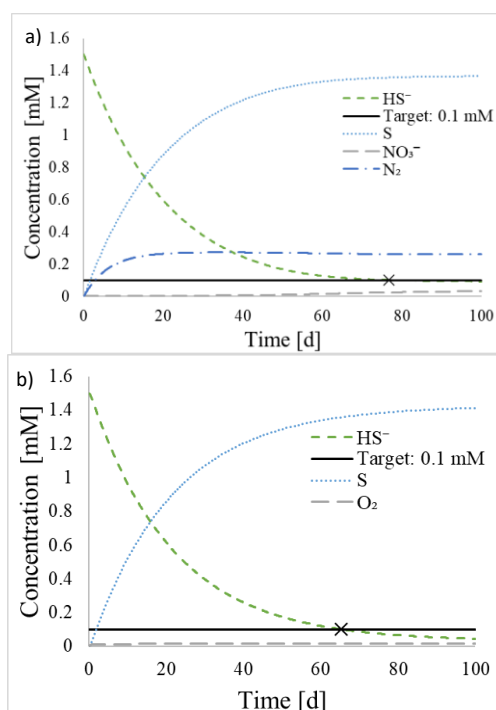 a)
Concentration [mM]
1.6
1.4
1.2
1
0.8
0.6
0.4
0.2
0
HS⁻
Target: 0.1 mM
S
NO₃⁻
N₂
0 20 40 60 80 100
Time [d]
b)
Concentration [mM]
1.6
1.4
1.2
1
0.8
0.6
0.4
0.2
0
HS⁻
Target: 0.1 mM
S
O₂
0 20 40 60 80 100
Time [d]